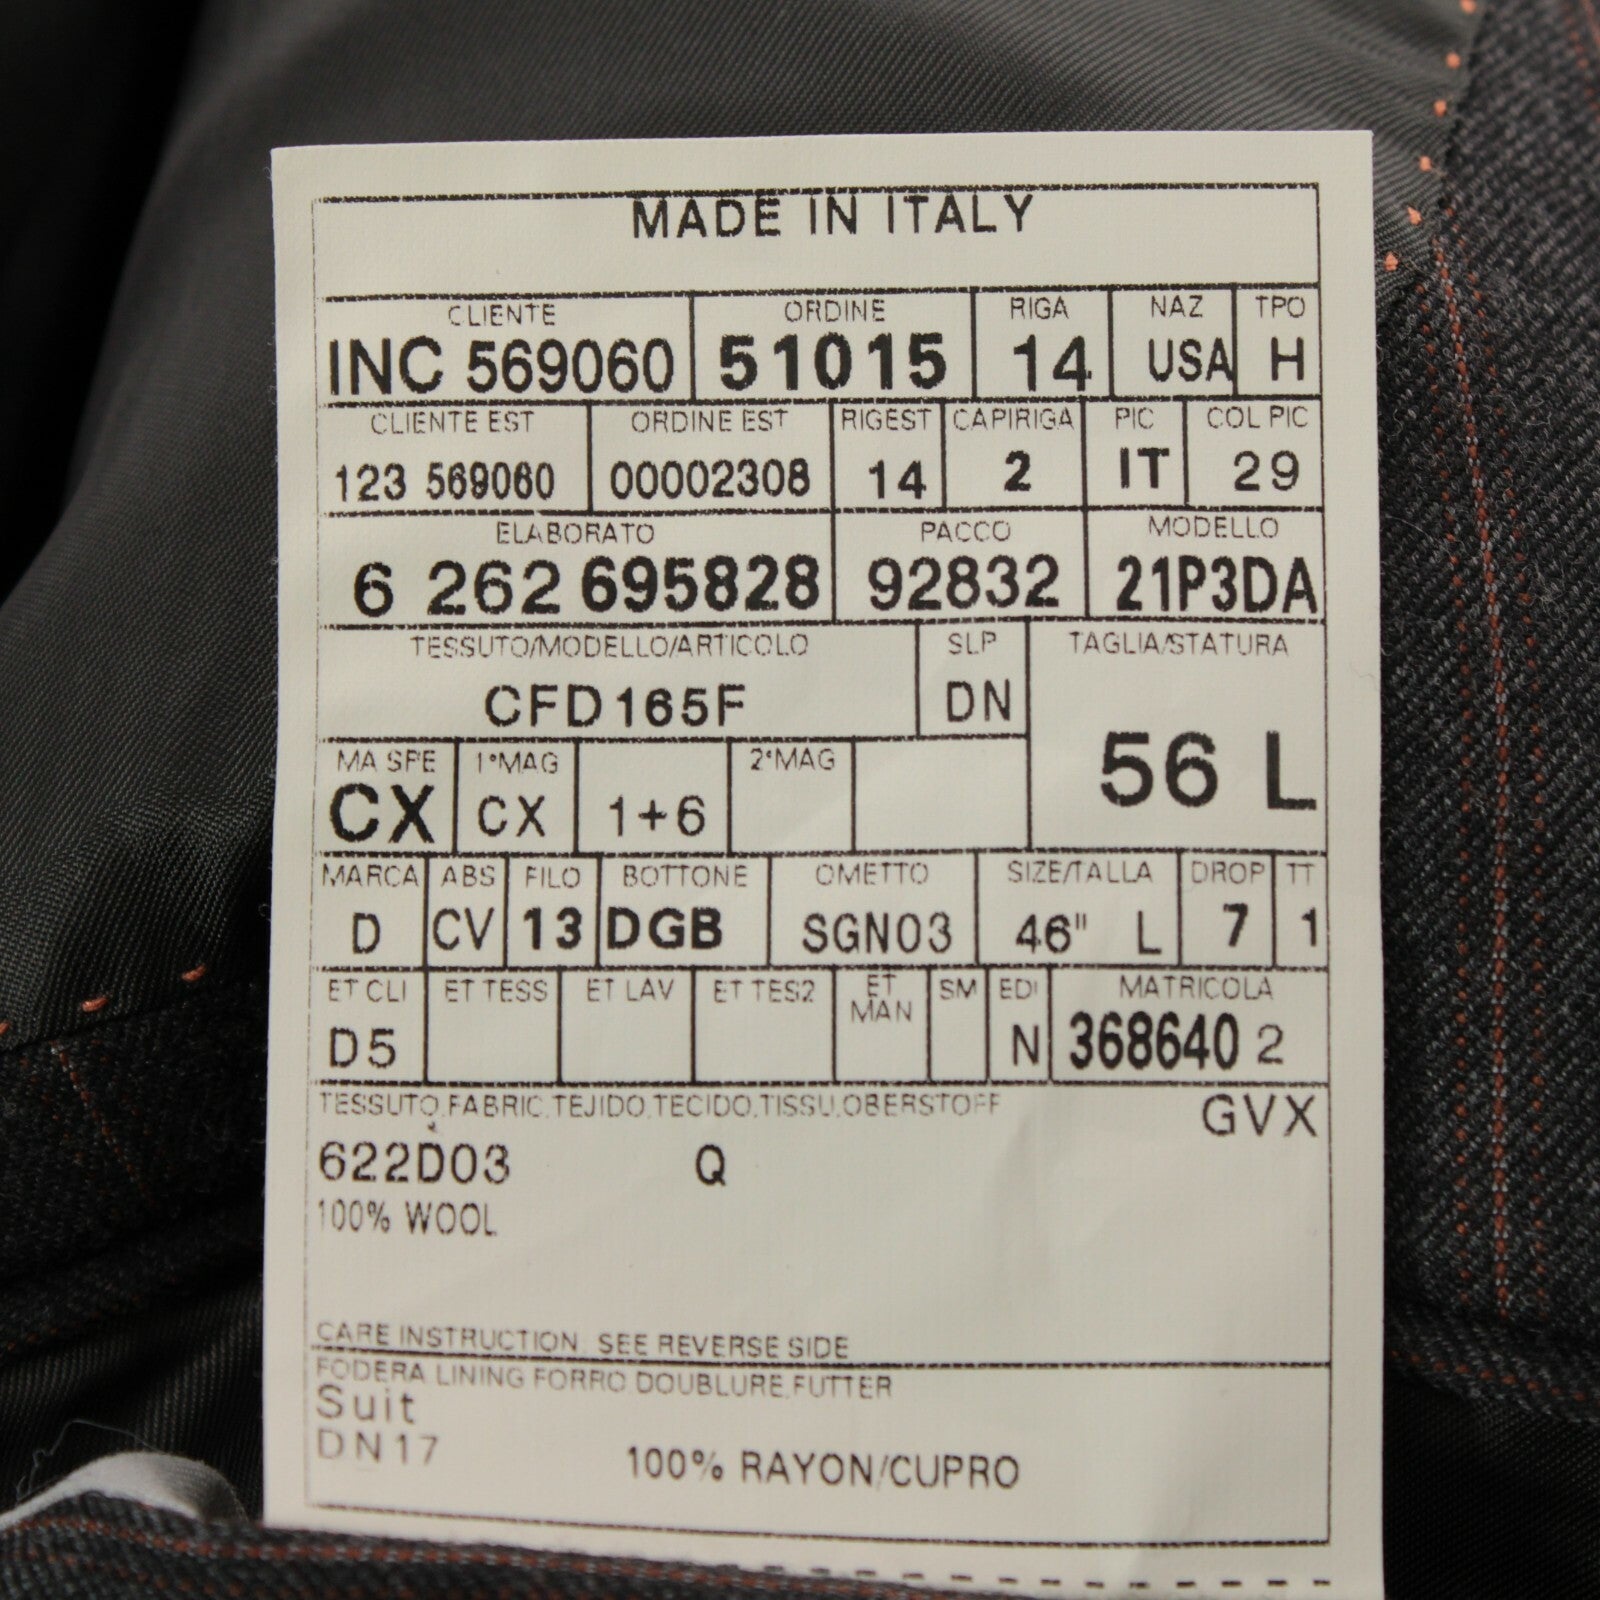 MADE IN ITALY
CLIENTE ORDINE RIGA NAZ TPO
INC 569060 51015 14 USA H
CLIENTE EST ORDINE EST RIGEST CAPIRIGA PIC COL PIC
123 569060 00002308 14 2 IT 29
ELABORATO PACCO MODELLO
6 262 695828 92832 21P3DA
TESSUTO/MODELLO/ARTICOLO SLP TAGLIA/STATURA
CFD165F DN
56 L
MA SPE 1°MAG 2°MAG
CX CX 1+6
MARCA ABS FILO BOTTONE OMETTO SIZE/TALLA DROP TT
D CV 13 DGB SGN03 46" L 7 1
ET CLI ET TESS ET LAV ET TES2 ET MAN SM EDI MATRICOLA
D5 N 368640 2
TESSUTO.FABRIC.TEJIDO.TECIDO.TISSU.OBERSTOFF GVX
622D03 Q
100% WOOL
CARE INSTRUCTION. SEE REVERSE SIDE
FODERA LINING FORRO DOUBLURE.FUTTER
Suit
DN17 100% RAYON/CUPRO